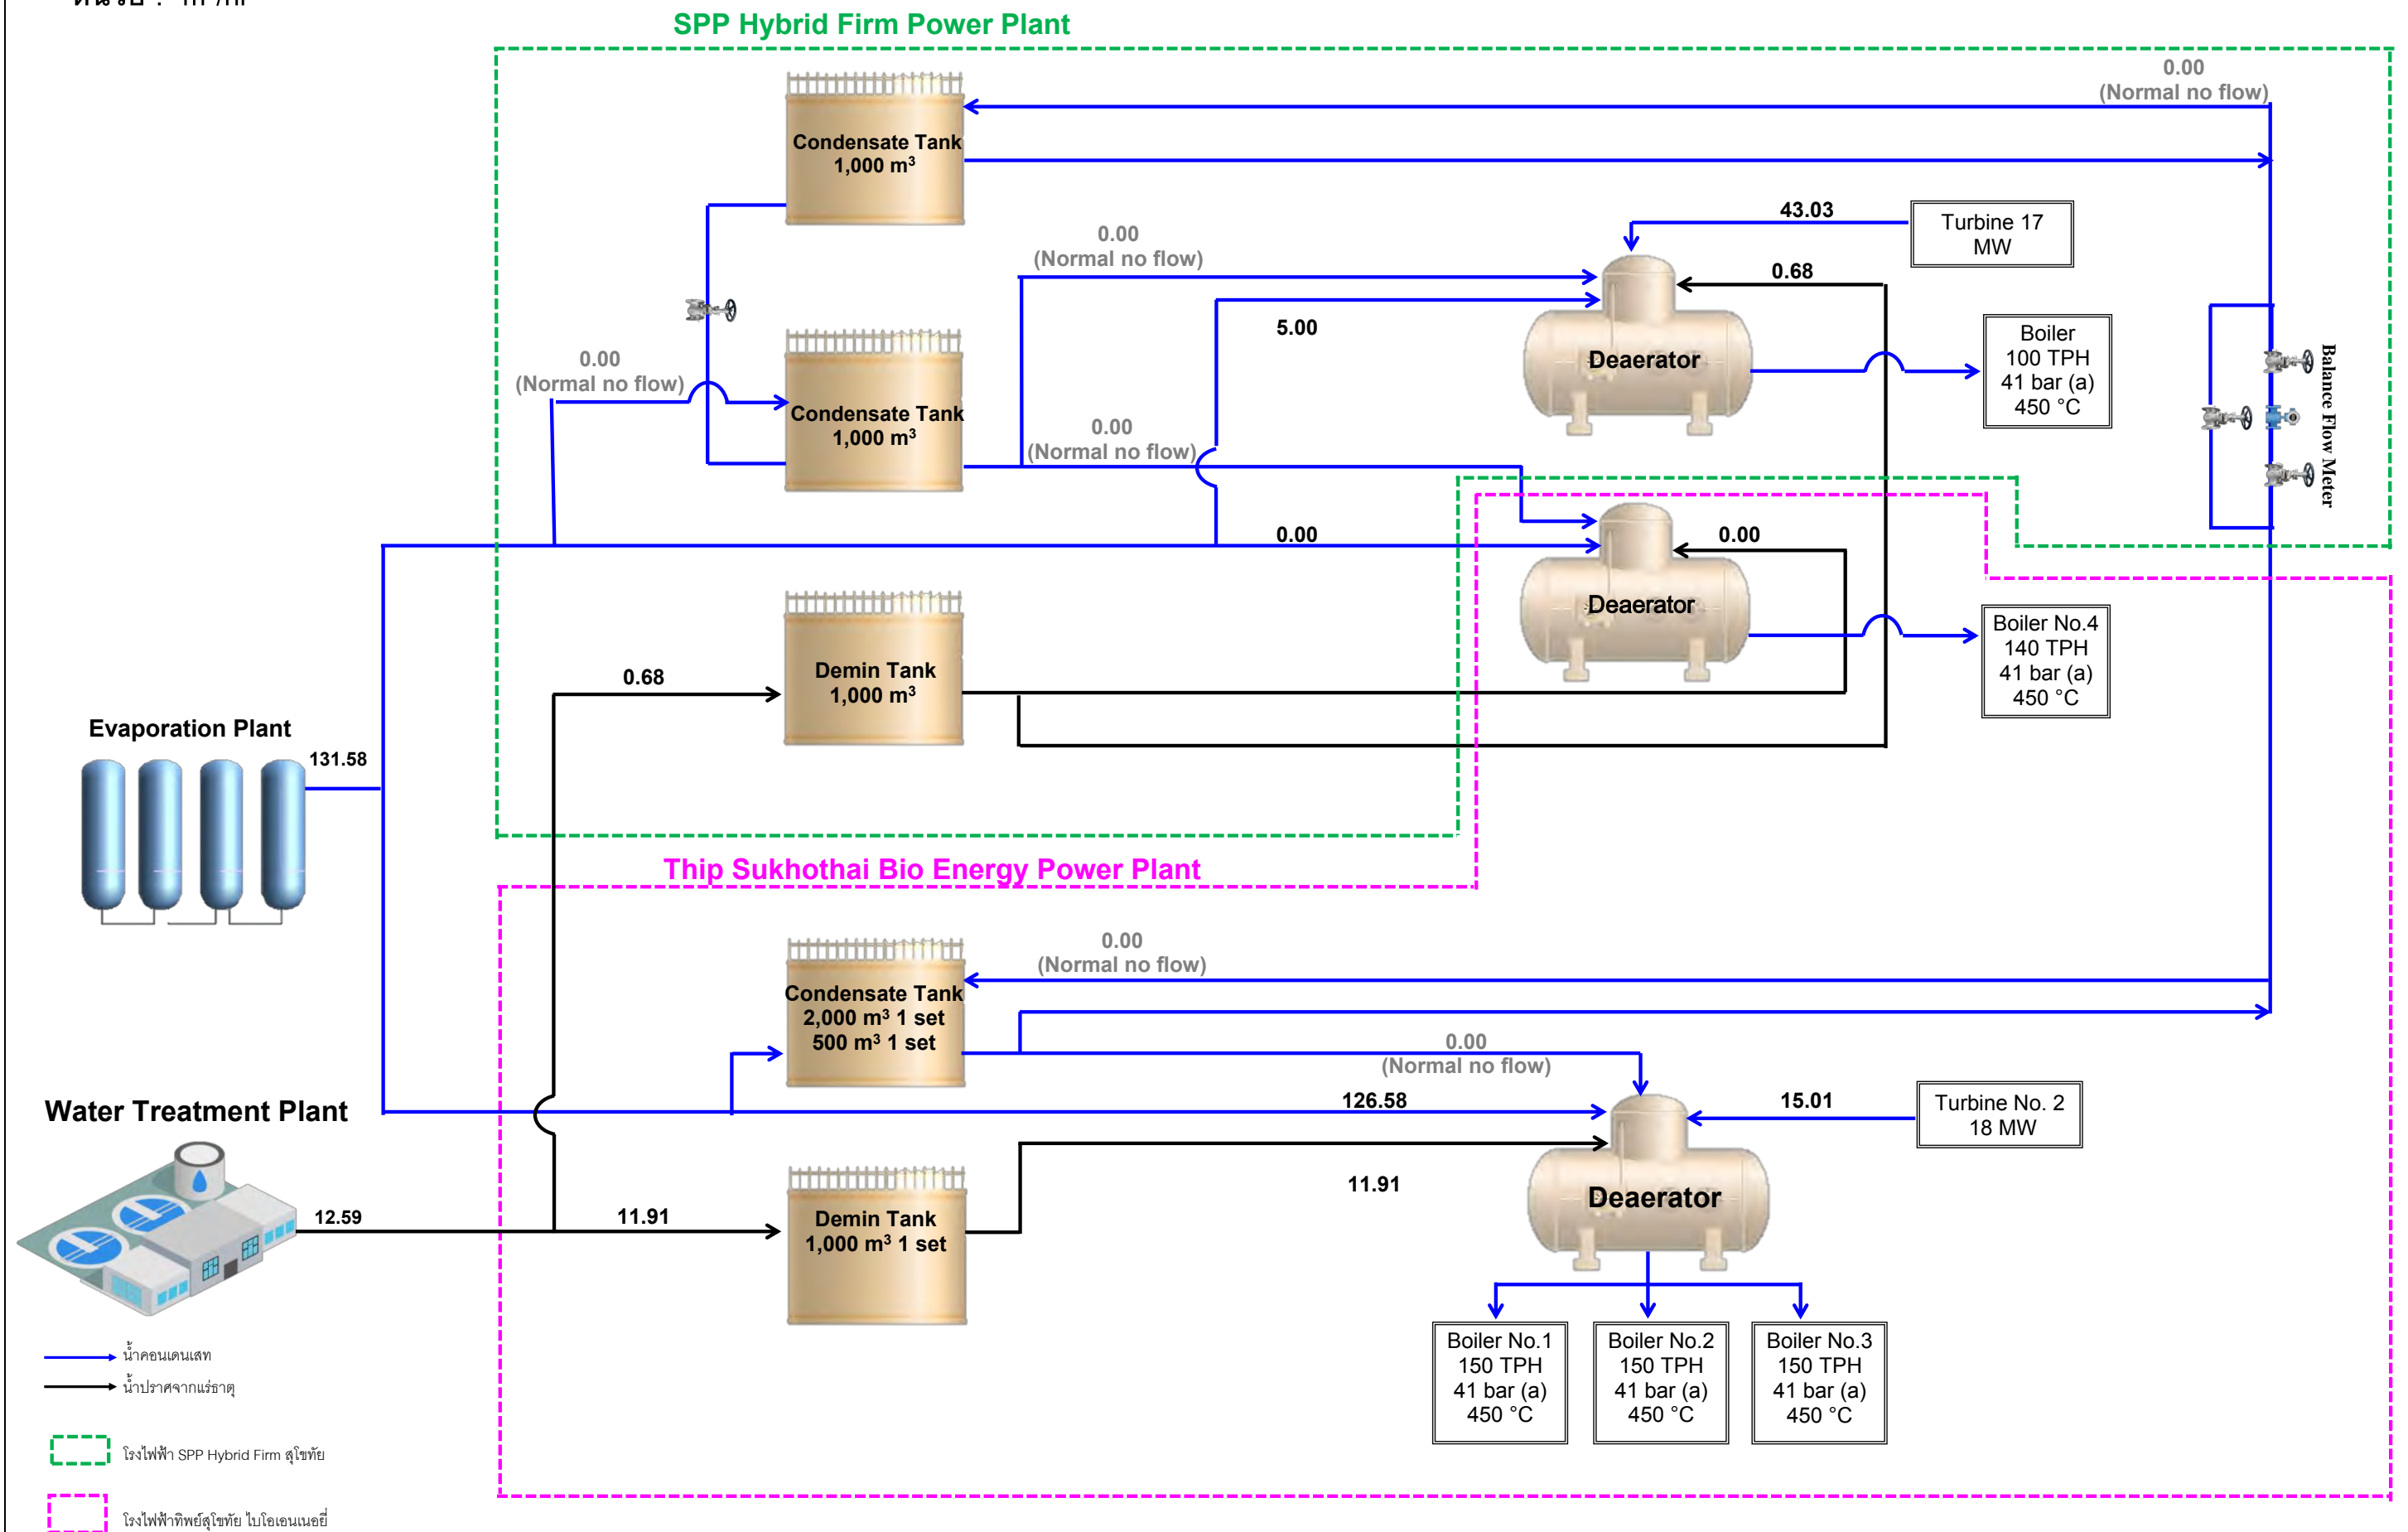 SPP Hybrid Firm Power Plant
0.00
(Normal no flow)
Condensate Tank
1,000 m³
43.03
Turbine 17
MW
0.00
(Normal no flow)
0.68
5.00
Boiler
100 TPH
41 bar (a)
450 °C
Deaerator
Balance Flow Meter
0.00
(Normal no flow)
Condensate Tank
1,000 m³
0.00
(Normal no flow)
0.00
0.00
Deaerator
Boiler No.4
140 TPH
41 bar (a)
450 °C
0.68
Demin Tank
1,000 m³
Evaporation Plant
131.58
Thip Sukhothai Bio Energy Power Plant
0.00
(Normal no flow)
Condensate Tank
2,000 m³ 1 set
500 m³ 1 set
0.00
(Normal no flow)
Water Treatment Plant
126.58
15.01
Turbine No. 2
18 MW
11.91
Deaerator
12.59
11.91
Demin Tank
1,000 m³ 1 set
Boiler No.1
150 TPH
41 bar (a)
450 °C
Boiler No.2
150 TPH
41 bar (a)
450 °C
Boiler No.3
150 TPH
41 bar (a)
450 °C
น้ำคอนเดนเสท
น้ำปราศจากแร่ธาตุ
โรงไฟฟ้า SPP Hybrid Firm สุโขทัย
โรงไฟฟ้าทิพย์สุโขทัย ไบโอเอนเนอยี่